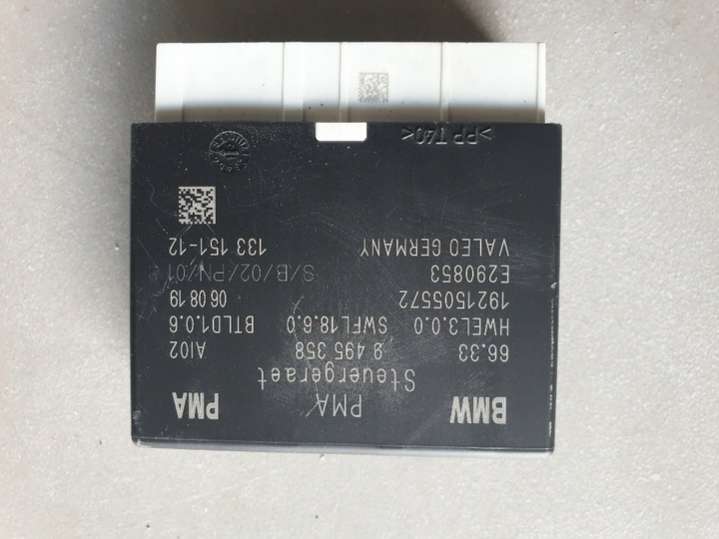 BMW PMA PMA
Steuergeraet
66.33 9 495 358 AI02
HWEL3.0.0 SWFL18.6.0 BTLD1.0.6
1921505572 06 08 19
E290853 S/B/02/PN/01
VALEO GERMANY 133 151-12
>PP T40<